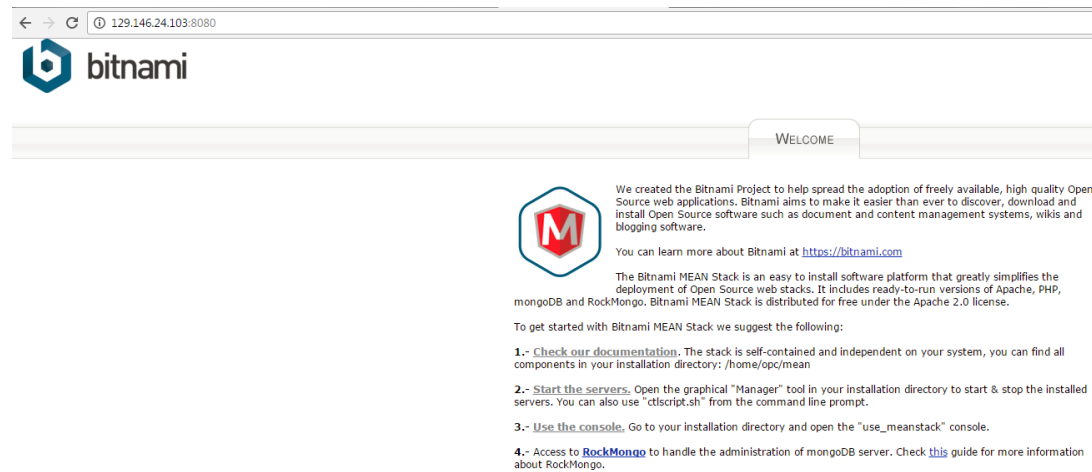 129.146.24.103:8080
bitnami
WELCOME
We created the Bitnami Project to help spread the adoption of freely available, high quality Open
Source web applications. Bitnami aims to make it easier than ever to discover, download and
install Open Source software such as document and content management systems, wikis and
blogging software.
You can learn more about Bitnami at https://bitnami.com
The Bitnami MEAN Stack is an easy to install software platform that greatly simplifies the
deployment of Open Source web stacks. It includes ready-to-run versions of Apache, PHP,
mongoDB and RockMongo. Bitnami MEAN Stack is distributed for free under the Apache 2.0 license.
To get started with Bitnami MEAN Stack we suggest the following:
1.- Check our documentation. The stack is self-contained and independent on your system, you can find all
components in your installation directory: /home/opc/mean
2.- Start the servers. Open the graphical "Manager" tool in your installation directory to start & stop the installed
servers. You can also use "ctlscript.sh" from the command line prompt.
3.- Use the console. Go to your installation directory and open the "use_meanstack" console.
4.- Access to RockMongo to handle the administration of mongoDB server. Check this guide for more information
about RockMongo.